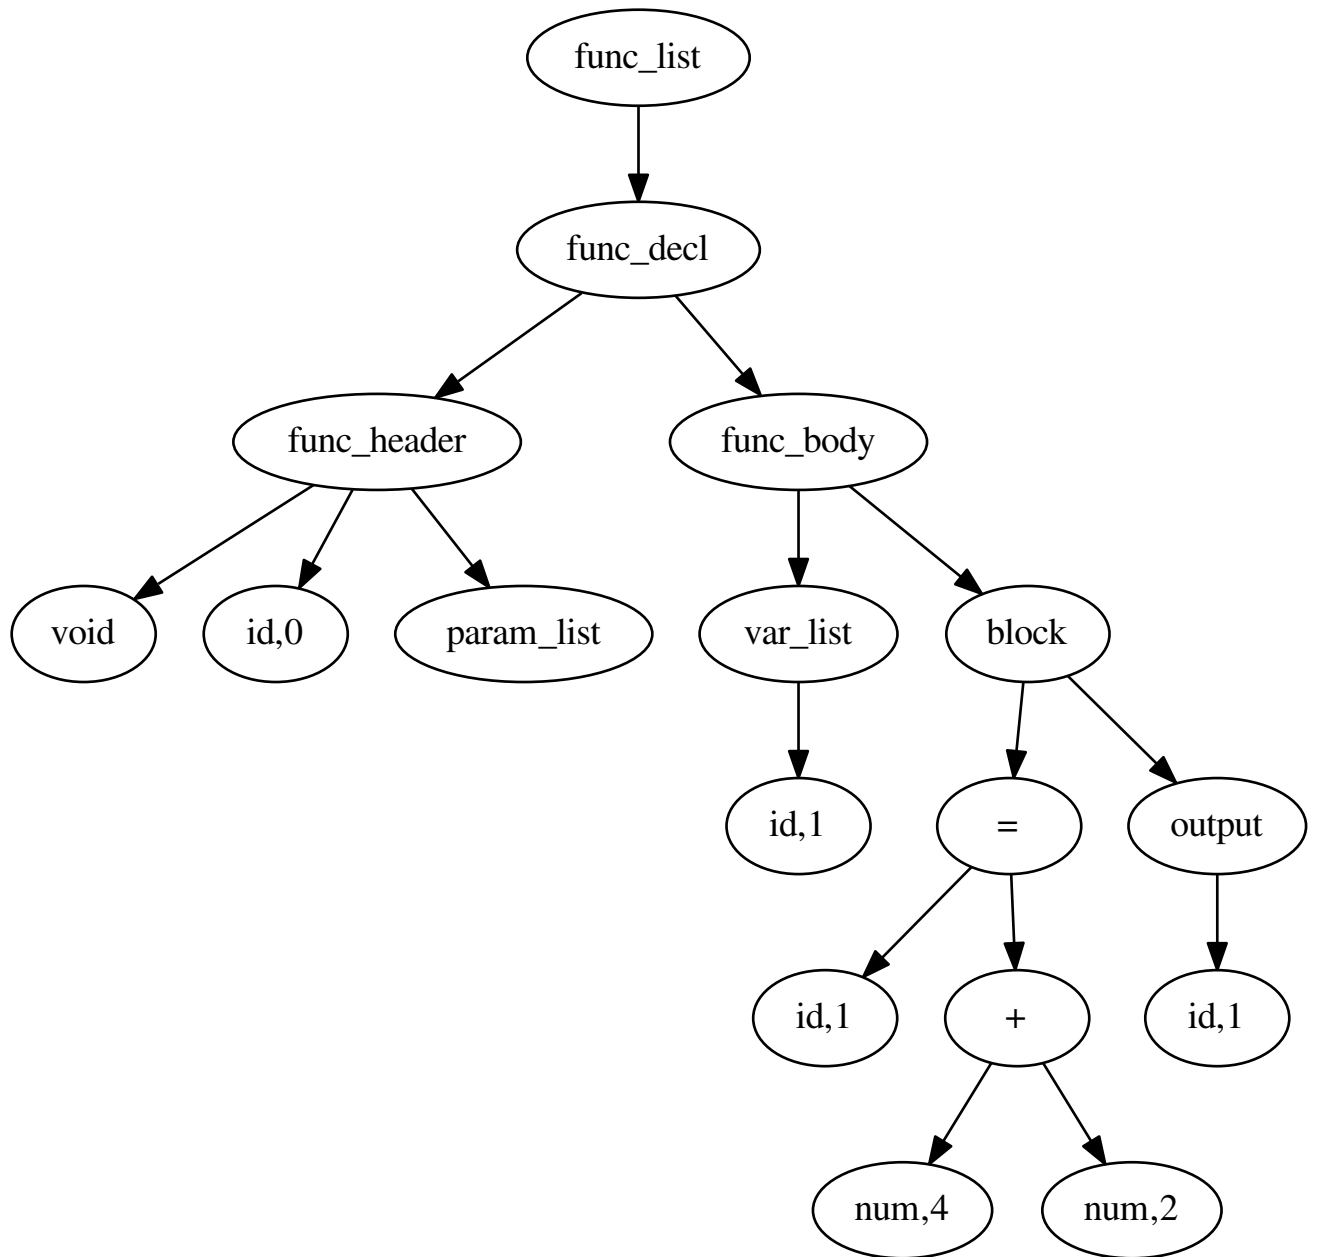 func_list
func_decl
func_header
func_body
void
id,0
param_list
var_list
block
id,1
=
output
id,1
+
id,1
num,4
num,2